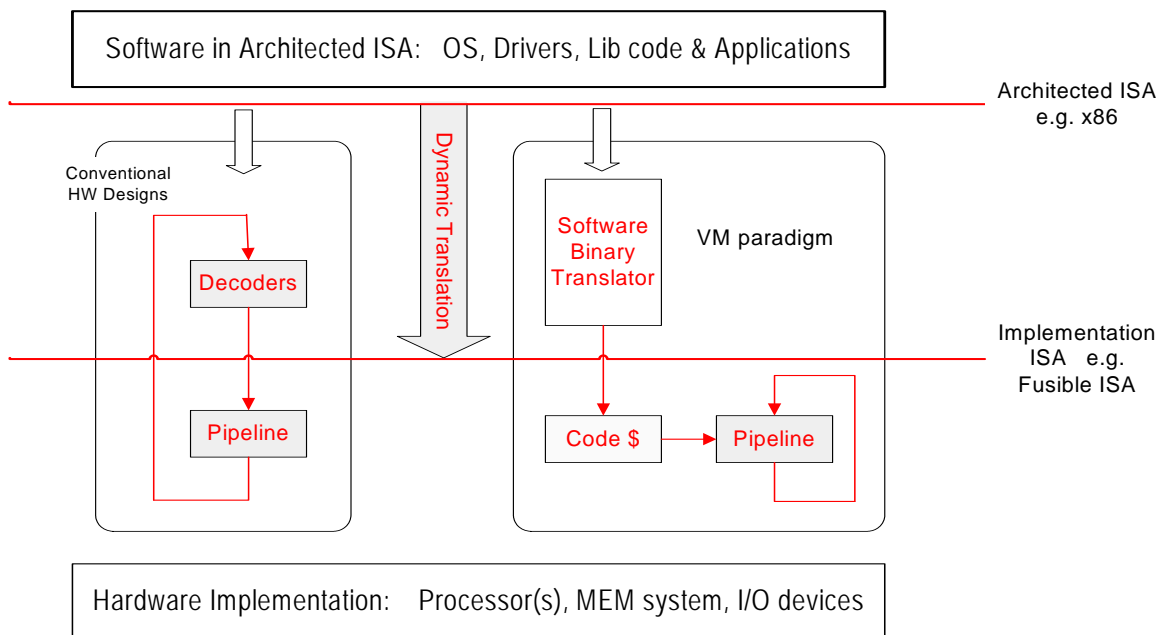 Software in Architected ISA: OS, Drivers, Lib code & Applications
Architected ISA
e.g. x86
Conventional
HW Designs
Decoders
Pipeline
Dynamic Translation
Software
Binary
Translator
VM paradigm
Code $
Pipeline
Implementation
ISA e.g.
Fusible ISA
Hardware Implementation: Processor(s), MEM system, I/O devices